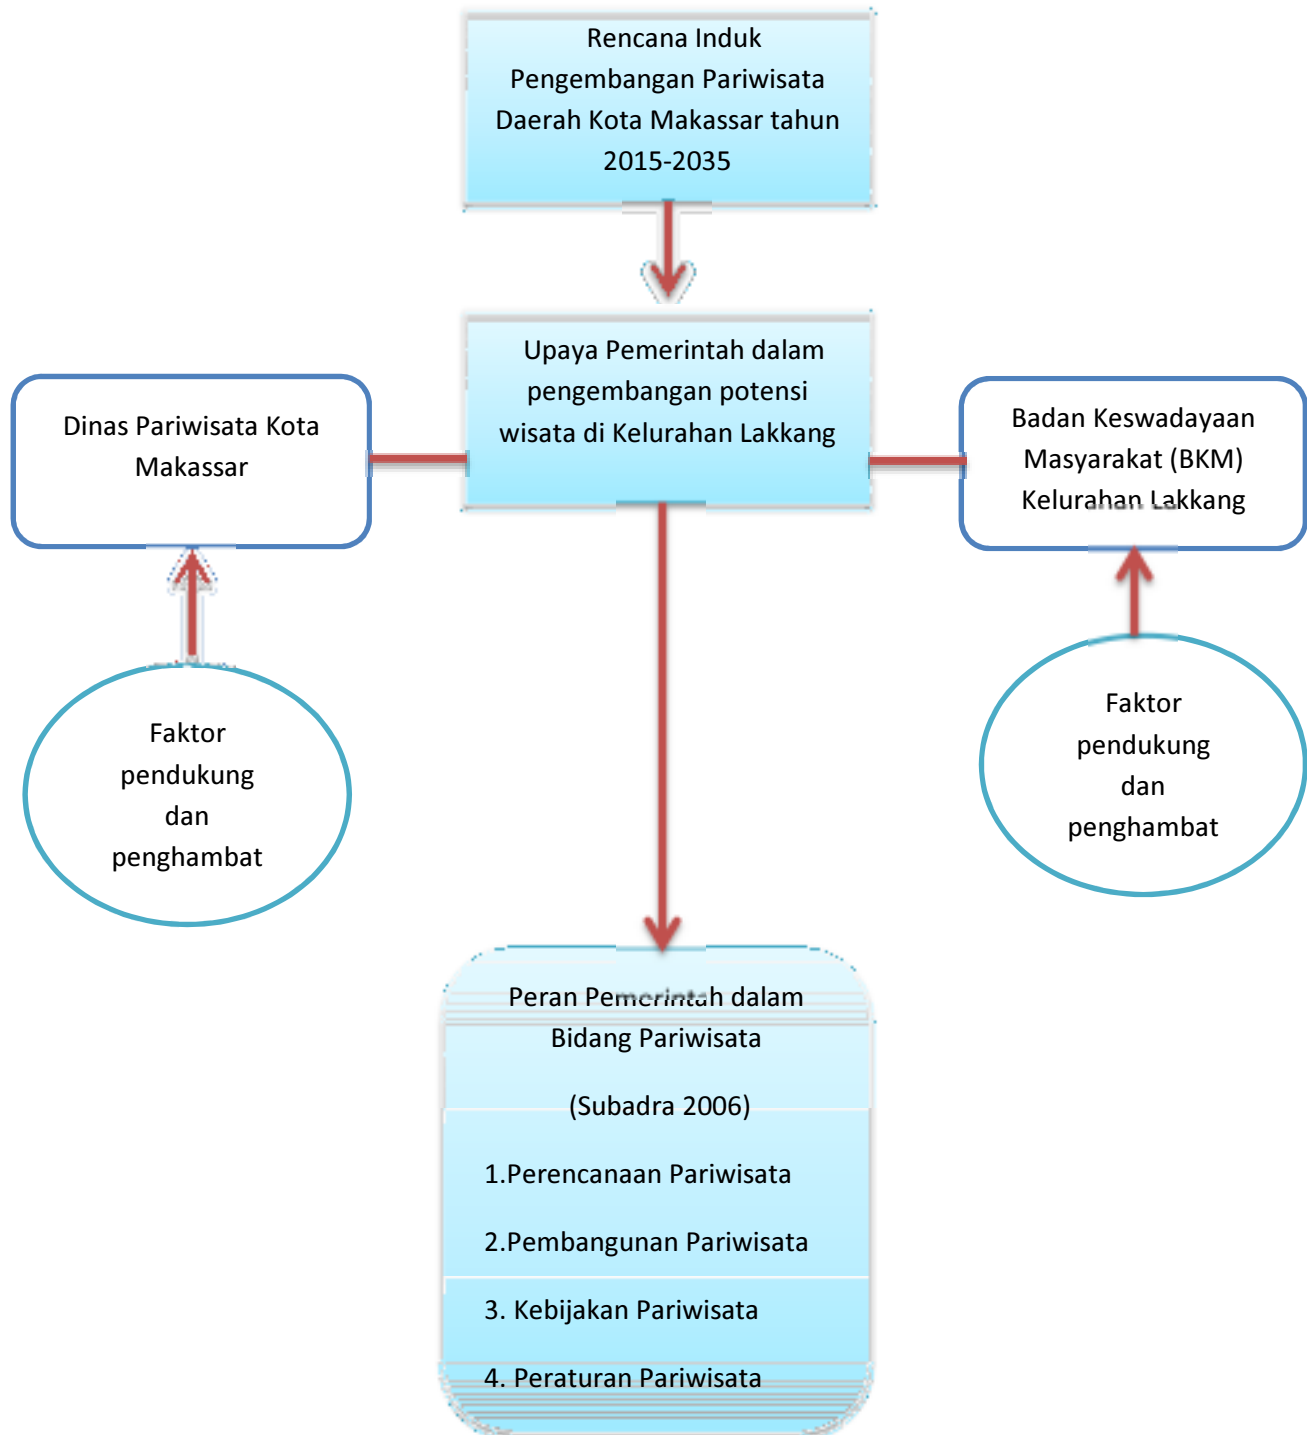 Rencana Induk
Pengembangan Pariwisata
Daerah Kota Makassar tahun
2015-2035
Upaya Pemerintah dalam
pengembangan potensi
wisata di Kelurahan Lakkang
Dinas Pariwisata Kota
Makassar
Badan Keswadayaan
Masyarakat (BKM)
Kelurahan Lakkang
Faktor
pendukung
dan
penghambat
Faktor
pendukung
dan
penghambat
Peran Pemerintah dalam
Bidang Pariwisata
(Subadra 2006)
1.Perencanaan Pariwisata
2.Pembangunan Pariwisata
3. Kebijakan Pariwisata
4. Peraturan Pariwisata